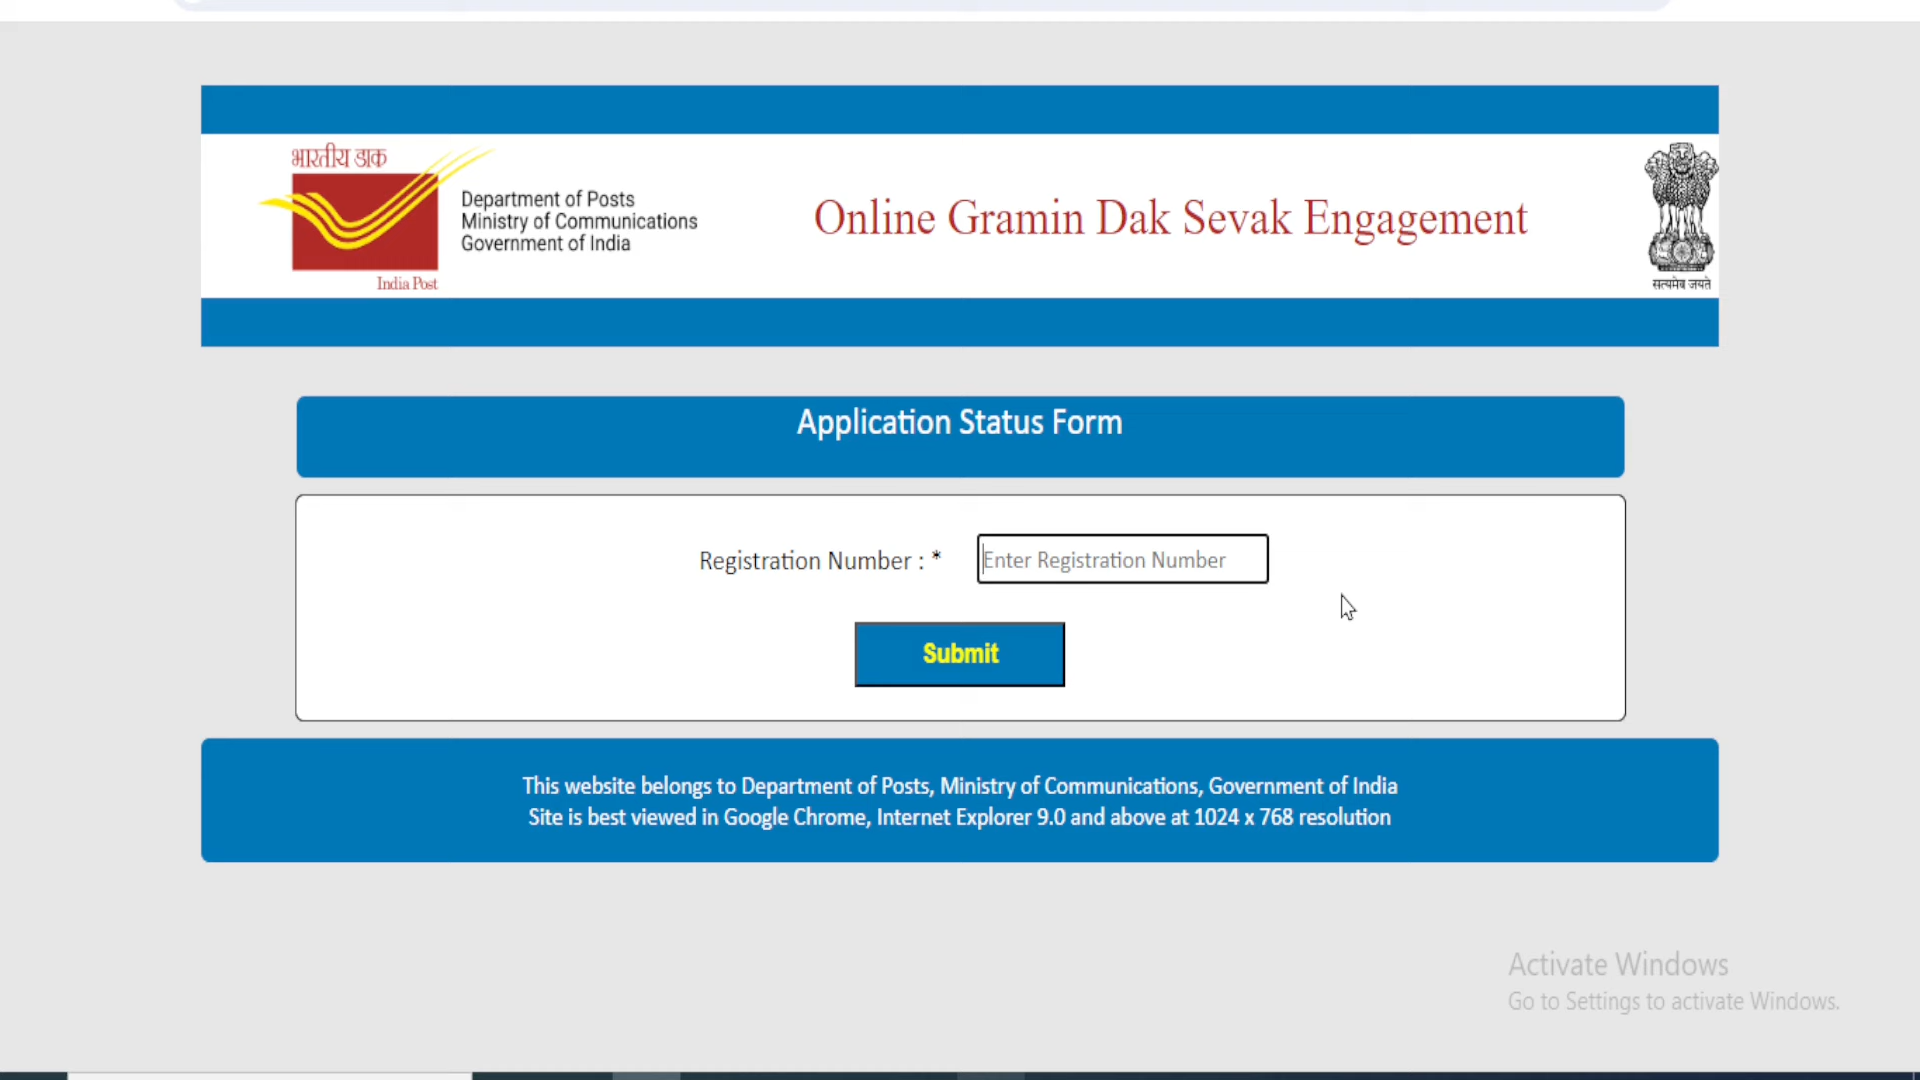 भारतीय डाक
Department of Posts
Ministry of Communications
Government of India
India Post
Online Gramin Dak Sevak Engagement
सत्यमेव जयते
Application Status Form
Registration Number : *
Enter Registration Number
Submit
This website belongs to Department of Posts, Ministry of Communications, Government of India
Site is best viewed in Google Chrome, Internet Explorer 9.0 and above at 1024 x 768 resolution
Activate Windows
Go to Settings to activate Windows.